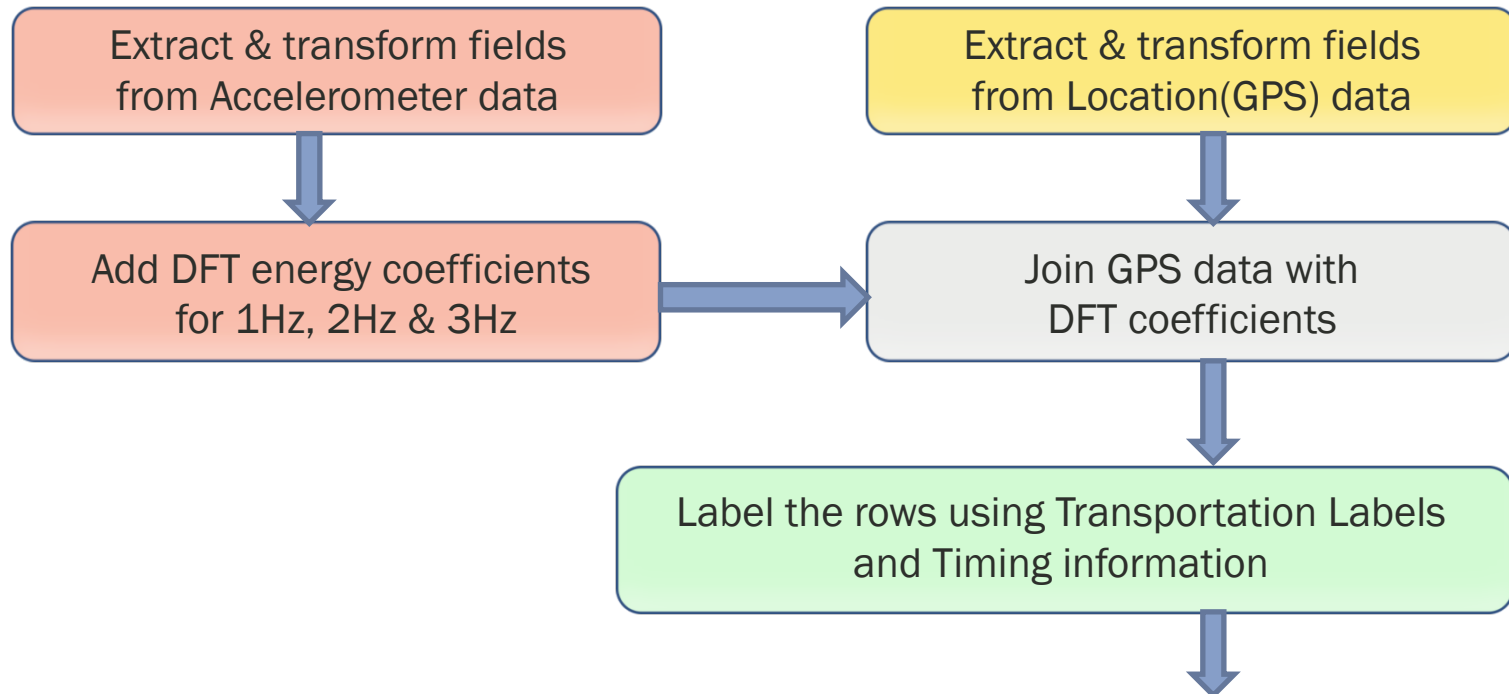 Extract & transform fields
from Accelerometer data
Extract & transform fields
from Location(GPS) data
Add DFT energy coefficients
for 1Hz, 2Hz & 3Hz
Join GPS data with
DFT coefficients
Label the rows using Transportation Labels
and Timing information